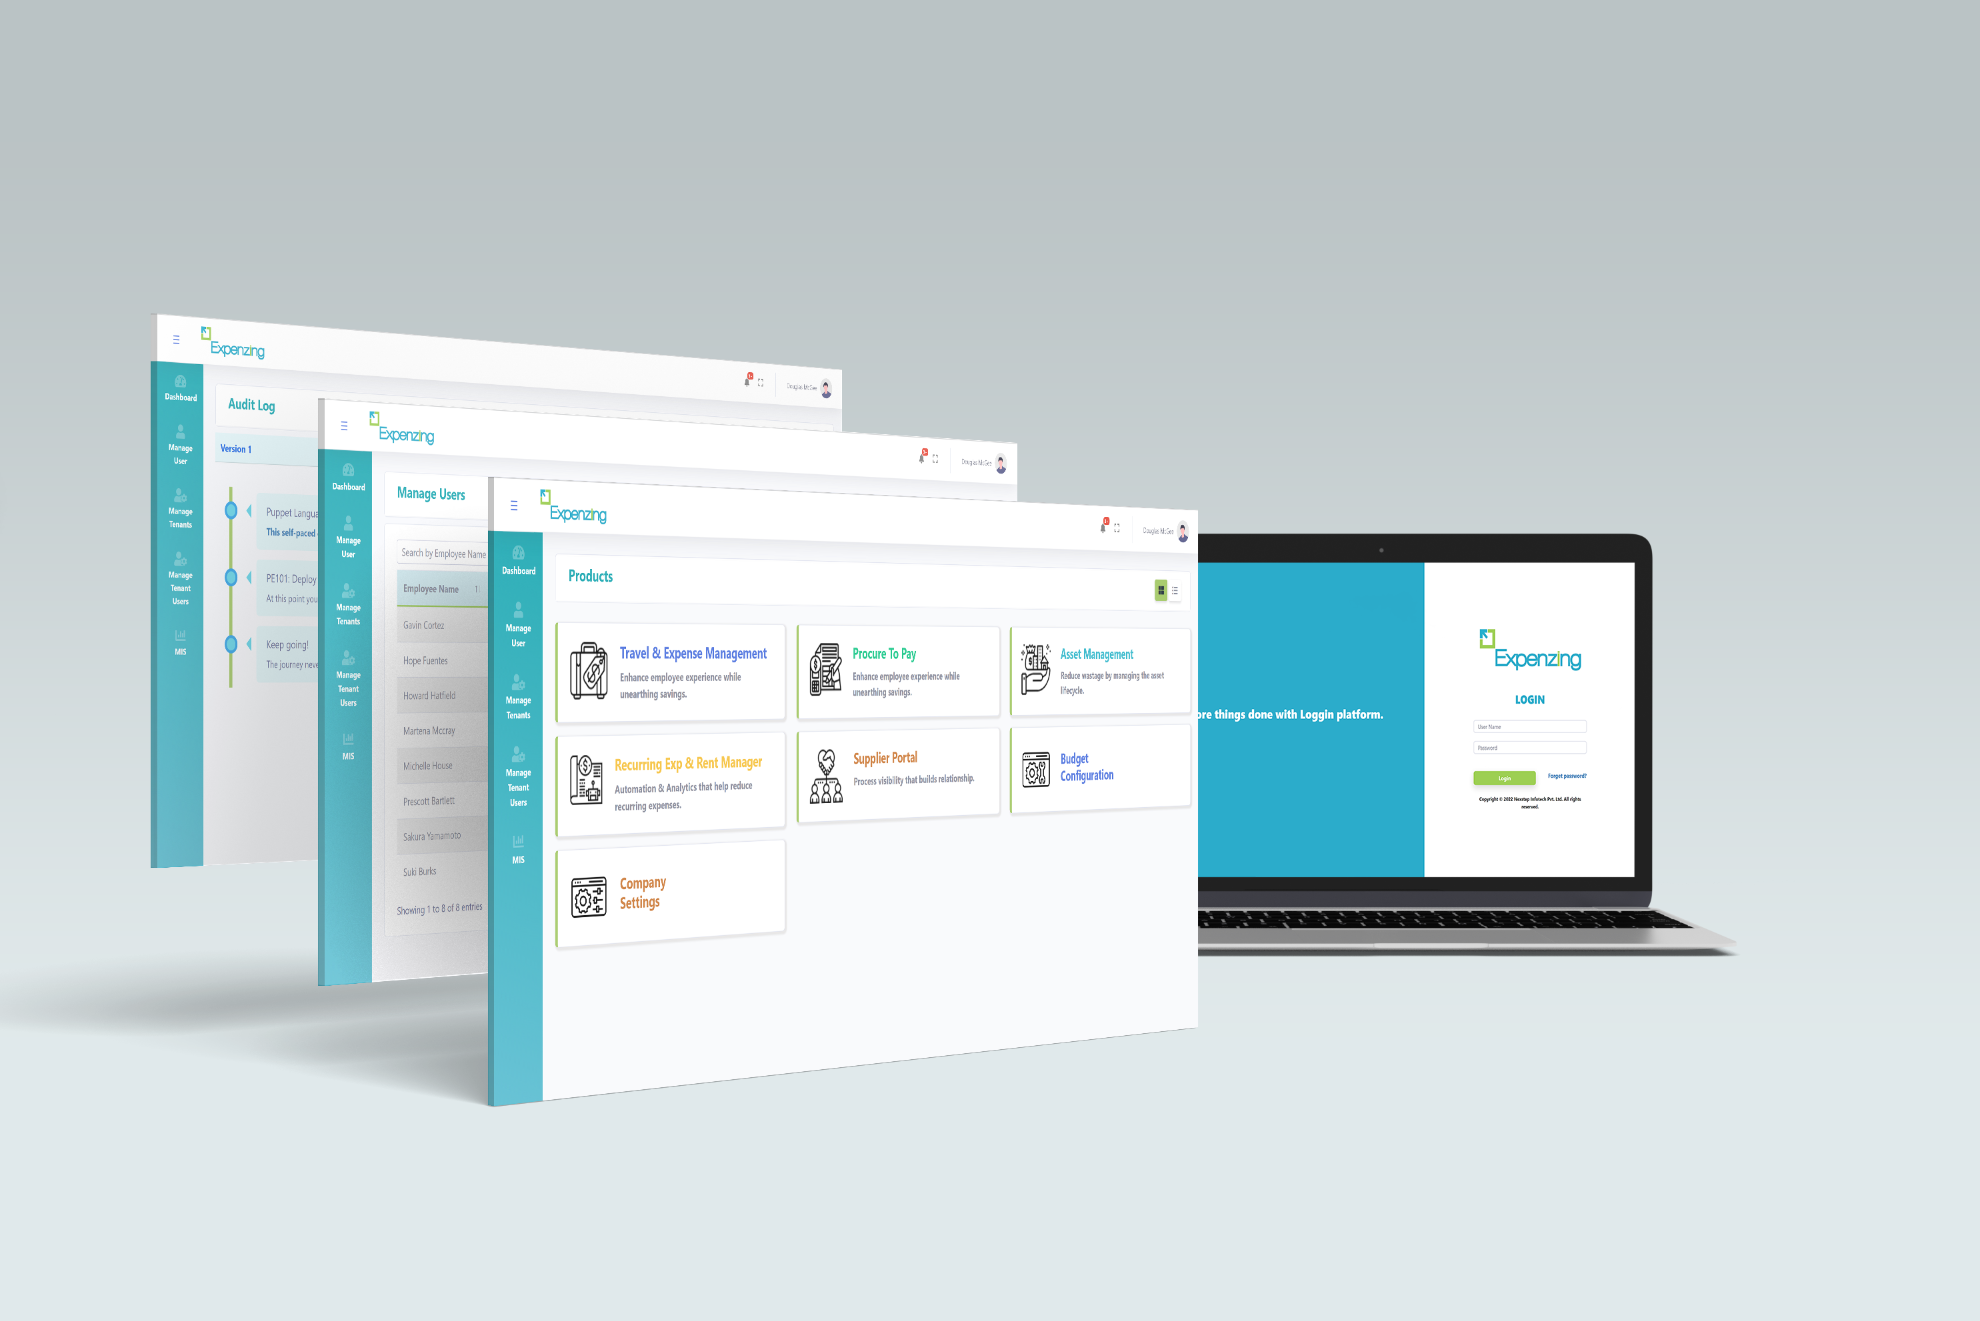 Expenzing
Douglas McGee
Dashboard
Manage
User
Manage
Tenants
Manage
Tenant
Users
MIS
Audit Log
Version 1
Puppet Langua
This self-paced
PE101: Deploy
At this point you
Keep going!
The journey neve
Expenzing
Douglas McGee
Dashboard
Manage
User
Manage
Tenants
Manage
Tenant
Users
MIS
Manage Users
Search by Employee Name
Employee Name
Gavin Cortez
Hope Fuentes
Howard Hatfield
Martena Mccray
Michelle House
Prescott Bartlett
Sakura Yamamoto
Suki Burks
Showing 1 to 8 of 8 entries
Expenzing
Douglas McGee
Dashboard
Manage
User
Manage
Tenants
Manage
Tenant
Users
MIS
Products
Travel & Expense Management
Enhance employee experience while
unearthing savings.
Procure To Pay
Enhance employee experience while
unearthing savings.
Asset Management
Reduce wastage by managing the asset
lifecycle.
Recurring Exp & Rent Manager
Automation & Analytics that help reduce
recurring expenses.
Supplier Portal
Process visibility that builds relationship.
Budget
Configuration
Company
Settings
ore things done with Loggin platform.
Expenzing
LOGIN
User Name
Password
Login
Forgot password?
Copyright © 2022 Nexstep Infotech Pvt. Ltd. All rights
reserved.